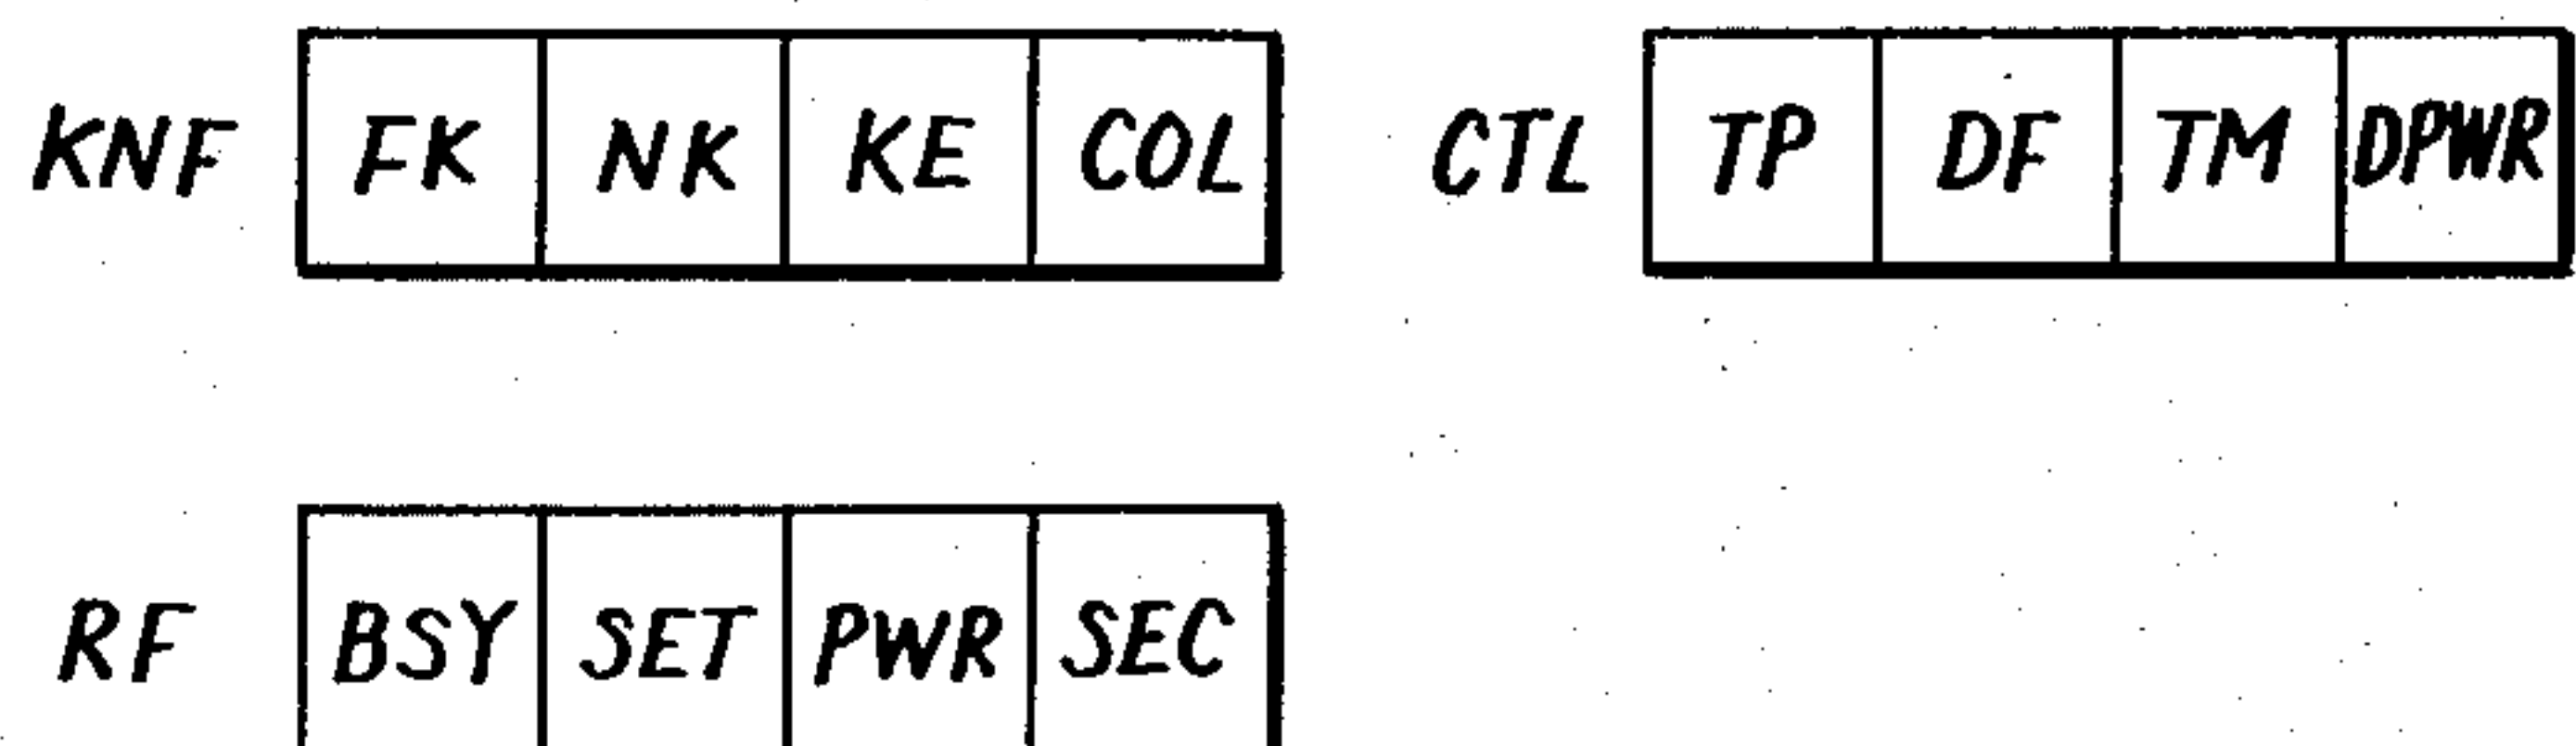 KNF FK NK KE COL CTL TP DF TM DPWR
RF BSY SET PWR SEC